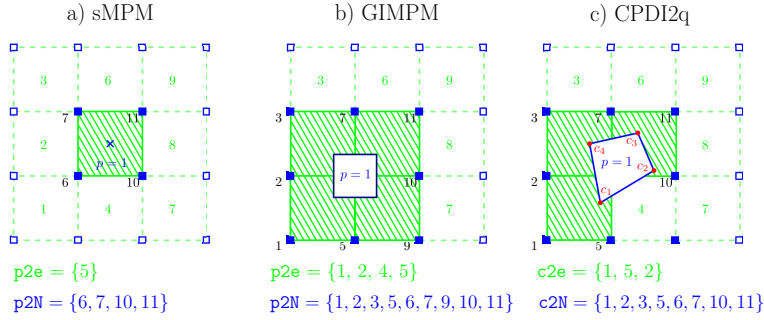 a) sMPM
b) GIMPM
c) CPDI2q
3 6 9
3 6 9
3 6 9
7 11
3 7 11
3 7 11
2 8
8
c₃ 8
c₄
p = 1
p = 1
p = 1
c₂
6 10
2 6 10
2 10
c₁
1 4 7
7
4 7
1 5 9
1 5
p2e = {5}
p2e = {1, 2, 4, 5}
c2e = {1, 5, 2}
p2N = {6, 7, 10, 11}
p2N = {1, 2, 3, 5, 6, 7, 9, 10, 11}
c2N = {1, 2, 3, 5, 6, 7, 10, 11}